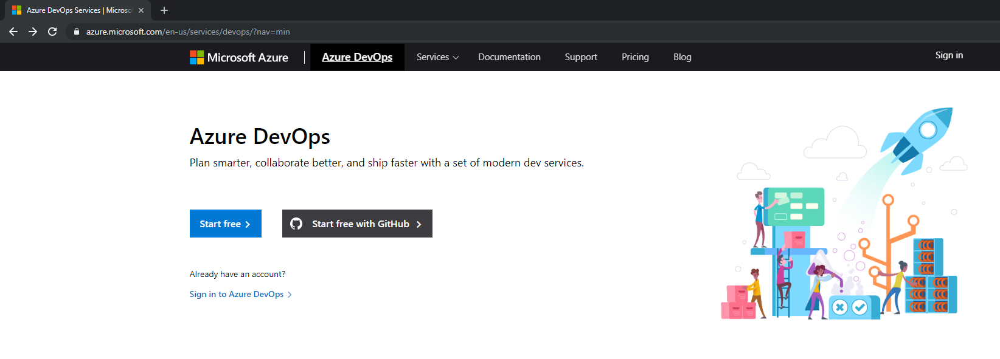 Azure DevOps Services | Microso
azure.microsoft.com/en-us/services/devops/?nav=min
Microsoft Azure
Azure DevOps
Services
Documentation
Support
Pricing
Blog
Sign in
Azure DevOps
Plan smarter, collaborate better, and ship faster with a set of modern dev services.
Start free
Start free with GitHub
Already have an account?
Sign in to Azure DevOps